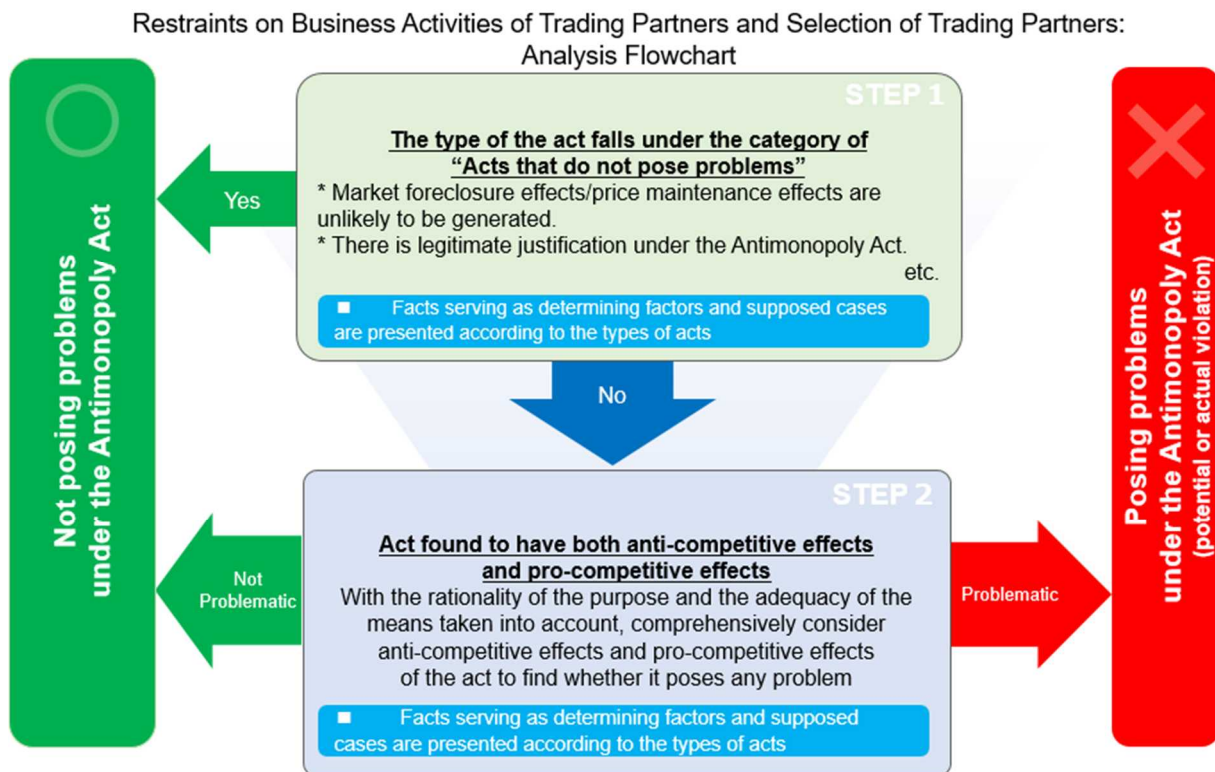 Restraints on Business Activities of Trading Partners and Selection of Trading Partners:
Analysis Flowchart
STEP 1
The type of the act falls under the category of
“Acts that do not pose problems”
* Market foreclosure effects/price maintenance effects are
unlikely to be generated.
* There is legitimate justification under the Antimonopoly Act.
etc.
■ Facts serving as determining factors and supposed cases
are presented according to the types of acts
Yes
No
Not posing problems
under the Antimonopoly Act
STEP 2
Act found to have both anti-competitive effects
and pro-competitive effects
With the rationality of the purpose and the adequacy of the
means taken into account, comprehensively consider
anti-competitive effects and pro-competitive effects
of the act to find whether it poses any problem
■ Facts serving as determining factors and supposed
cases are presented according to the types of acts
Not
Problematic
Problematic
Posing problems
under the Antimonopoly Act
(potential or actual violation)